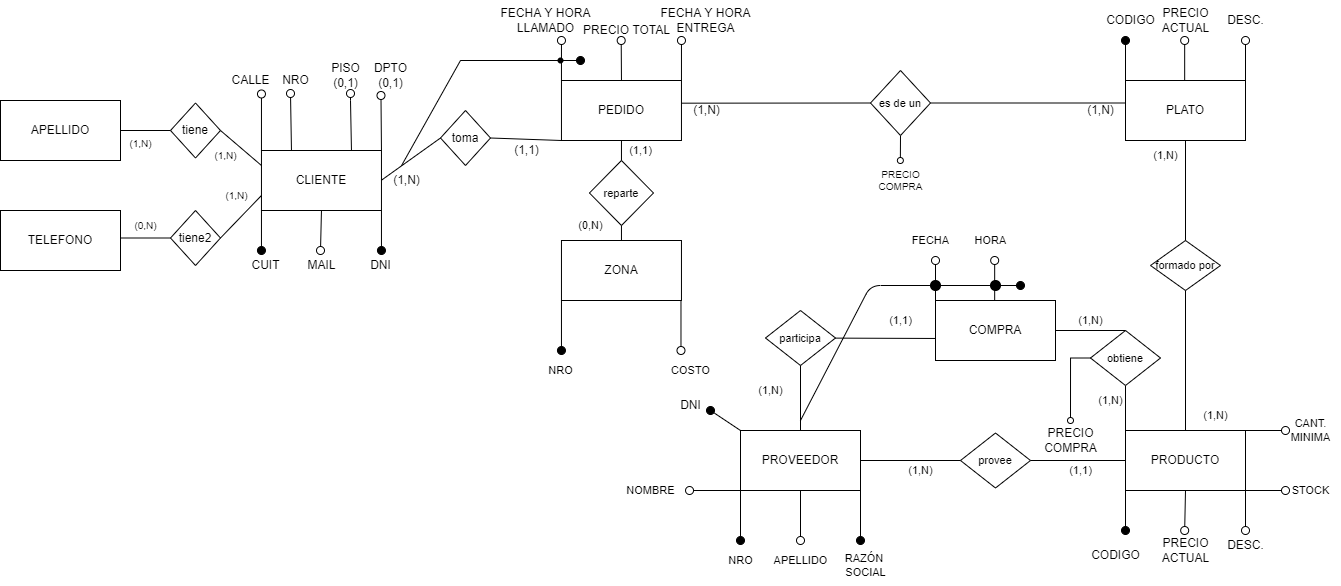 FECHA Y HORA
LLAMADO
PRECIO TOTAL
FECHA Y HORA
ENTREGA
CODIGO
PRECIO
ACTUAL
DESC.
CALLE
NRO
PISO
(0,1)
DPTO
(0,1)
APELLIDO
(1,N)
tiene
(1,N)
CLIENTE
(1,N)
toma
(1,1)
PEDIDO
(1,N)
es de un
PRECIO
COMPRA
(1,N)
PLATO
(1,N)
(1,1)
reparte
(0,N)
TELEFONO
(0,N)
tiene2
(1,N)
CUIT
MAIL
DNI
ZONA
NRO
COSTO
FECHA
HORA
formado por
participa
(1,1)
COMPRA
(1,N)
obtiene
(1,N)
(1,N)
PRECIO
COMPRA
(1,N)
CANT.
MINIMA
DNI
PROVEEDOR
(1,N)
provee
(1,1)
PRODUCTO
NOMBRE
STOCK
NRO
APELLIDO
RAZÓN
SOCIAL
CODIGO
PRECIO
ACTUAL
DESC.